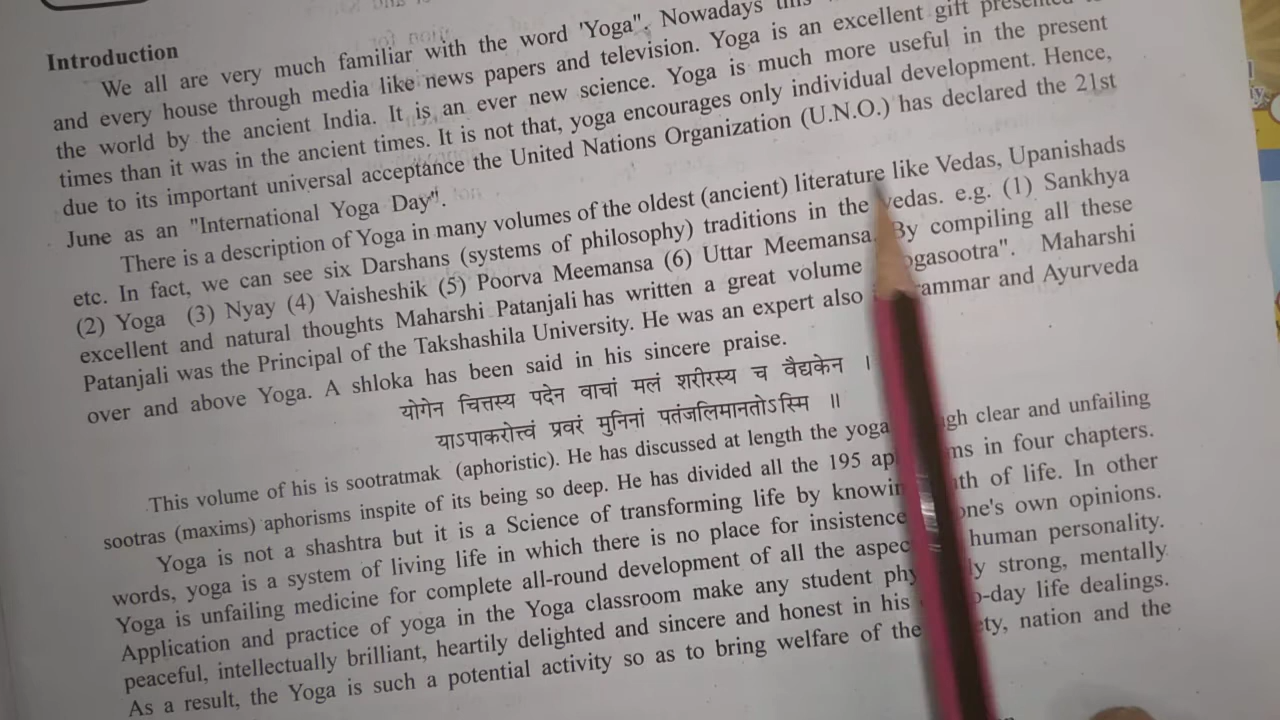 Introduction
We all are very much familiar with the word 'Yoga". Nowadays this
and every house through media like news papers and television. Yoga is an excellent gift presented
the world by the ancient India. It is an ever new science. Yoga is much more useful in the present
times than it was in the ancient times. It is not that, yoga encourages only individual development. Hence,
due to its important universal acceptance the United Nations Organization (U.N.O.) has declared the 21st
June as an "International Yoga Day".
There is a description of Yoga in many volumes of the oldest (ancient) literature like Vedas, Upanishads
etc. In fact, we can see six Darshans (systems of philosophy) traditions in the vedas. e.g. (1) Sankhya
(2) Yoga (3) Nyay (4) Vaisheshik (5) Poorva Meemansa (6) Uttar Meemansa. By compiling all these
excellent and natural thoughts Maharshi Patanjali has written a great volume ogasootra". Maharshi
Patanjali was the Principal of the Takshashila University. He was an expert also rammar and Ayurveda
over and above Yoga. A shloka has been said in his sincere praise.
योगेन चित्तस्य पदेन वाचां मलं शरीरस्य च वैद्यकेन ।
याऽपाकरोत्त्वं प्रवरं मुनिनां पतंजलिमानतोऽस्मि ॥
This volume of his is sootratmak (aphoristic). He has discussed at length the yoga gh clear and unfailing
sootras (maxims) aphorisms inspite of its being so deep. He has divided all the 195 ap ms in four chapters.
Yoga is not a shashtra but it is a Science of transforming life by knowin th of life. In other
words, yoga is a system of living life in which there is no place for insistence one's own opinions.
Yoga is unfailing medicine for complete all-round development of all the aspec human personality.
Application and practice of yoga in the Yoga classroom make any student phy ly strong, mentally
peaceful, intellectually brilliant, heartily delighted and sincere and honest in his o-day life dealings.
As a result, the Yoga is such a potential activity so as to bring welfare of the ty, nation and the